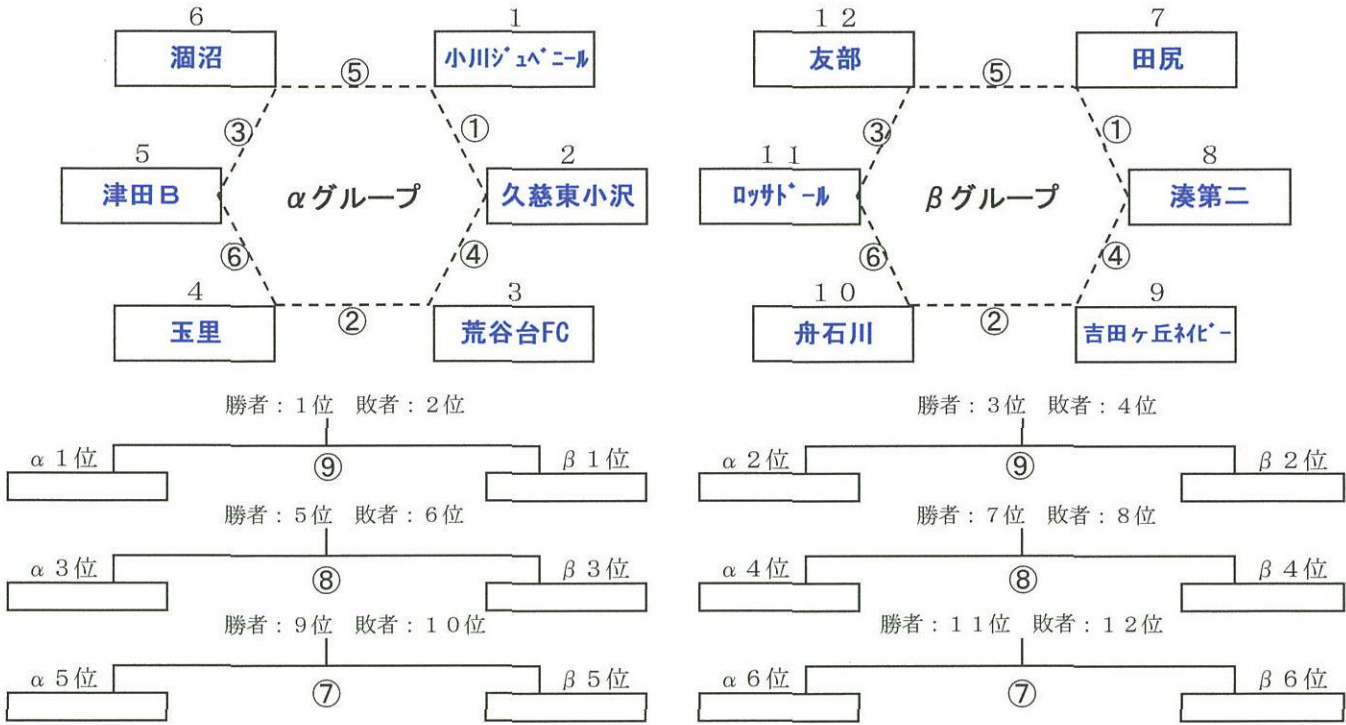 6 1 12 7
涸沼 小川ｼﾞｭﾍﾞﾆｰﾙ 友部 田尻
⑤ ⑤
③ ① ③ ①
5 2 11 8
津田B αグループ 久慈東小沢 ﾛｯｻﾄﾞｰﾙ βグループ 湊第二
⑥ ④ ⑥ ④
4 3 10 9
② ②
玉里 荒谷台FC 舟石川 吉田ヶ丘ﾈｲﾋﾞｰ
勝者：1位 敗者：2位 勝者：3位 敗者：4位
α1位 ⑨ β1位 α2位 ⑨ β2位
勝者：5位 敗者：6位 勝者：7位 敗者：8位
α3位 ⑧ β3位 α4位 ⑧ β4位
勝者：9位 敗者：10位 勝者：11位 敗者：12位
α5位 ⑦ β5位 α6位 ⑦ β6位